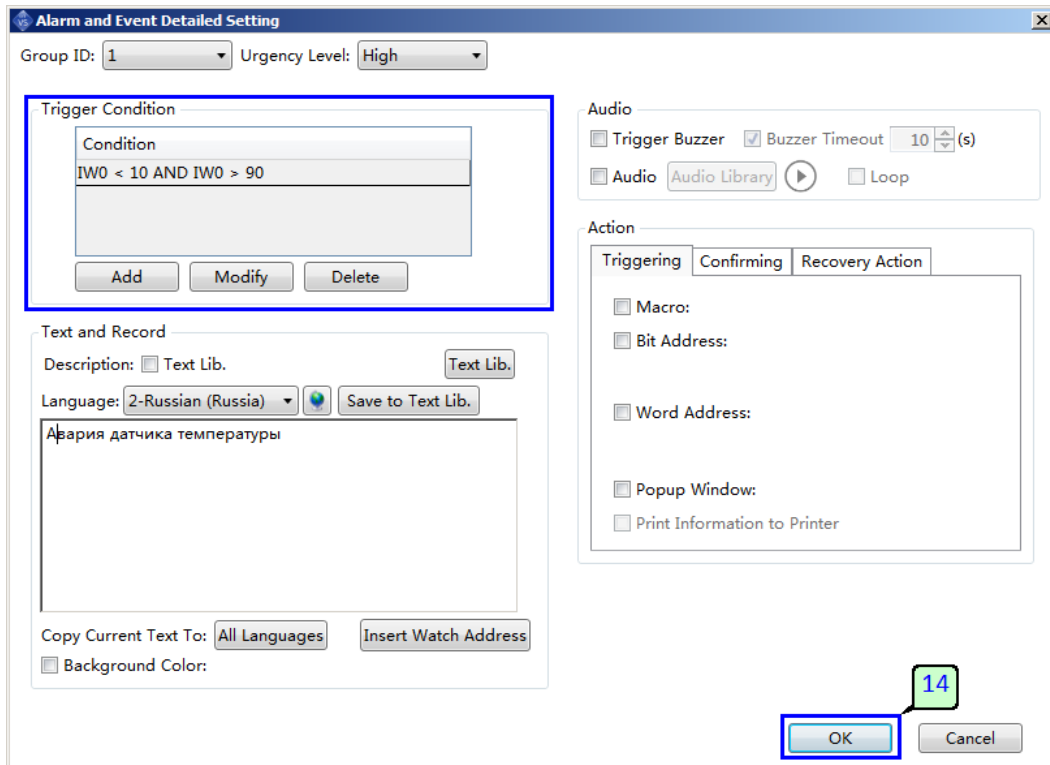 Alarm and Event Detailed Setting
Group ID: 1 Urgency Level: High
Trigger Condition
Condition
IW0 < 10 AND IW0 > 90
Add Modify Delete
Text and Record
Description: Text Lib. Text Lib.
Language: 2-Russian (Russia) Save to Text Lib.
Авария датчика температуры
Copy Current Text To: All Languages Insert Watch Address
Background Color:
Audio
Trigger Buzzer Buzzer Timeout 10 (s)
Audio Audio Library Loop
Action
Triggering Confirming Recovery Action
Macro:
Bit Address:
Word Address:
Popup Window:
Print Information to Printer
14
OK Cancel